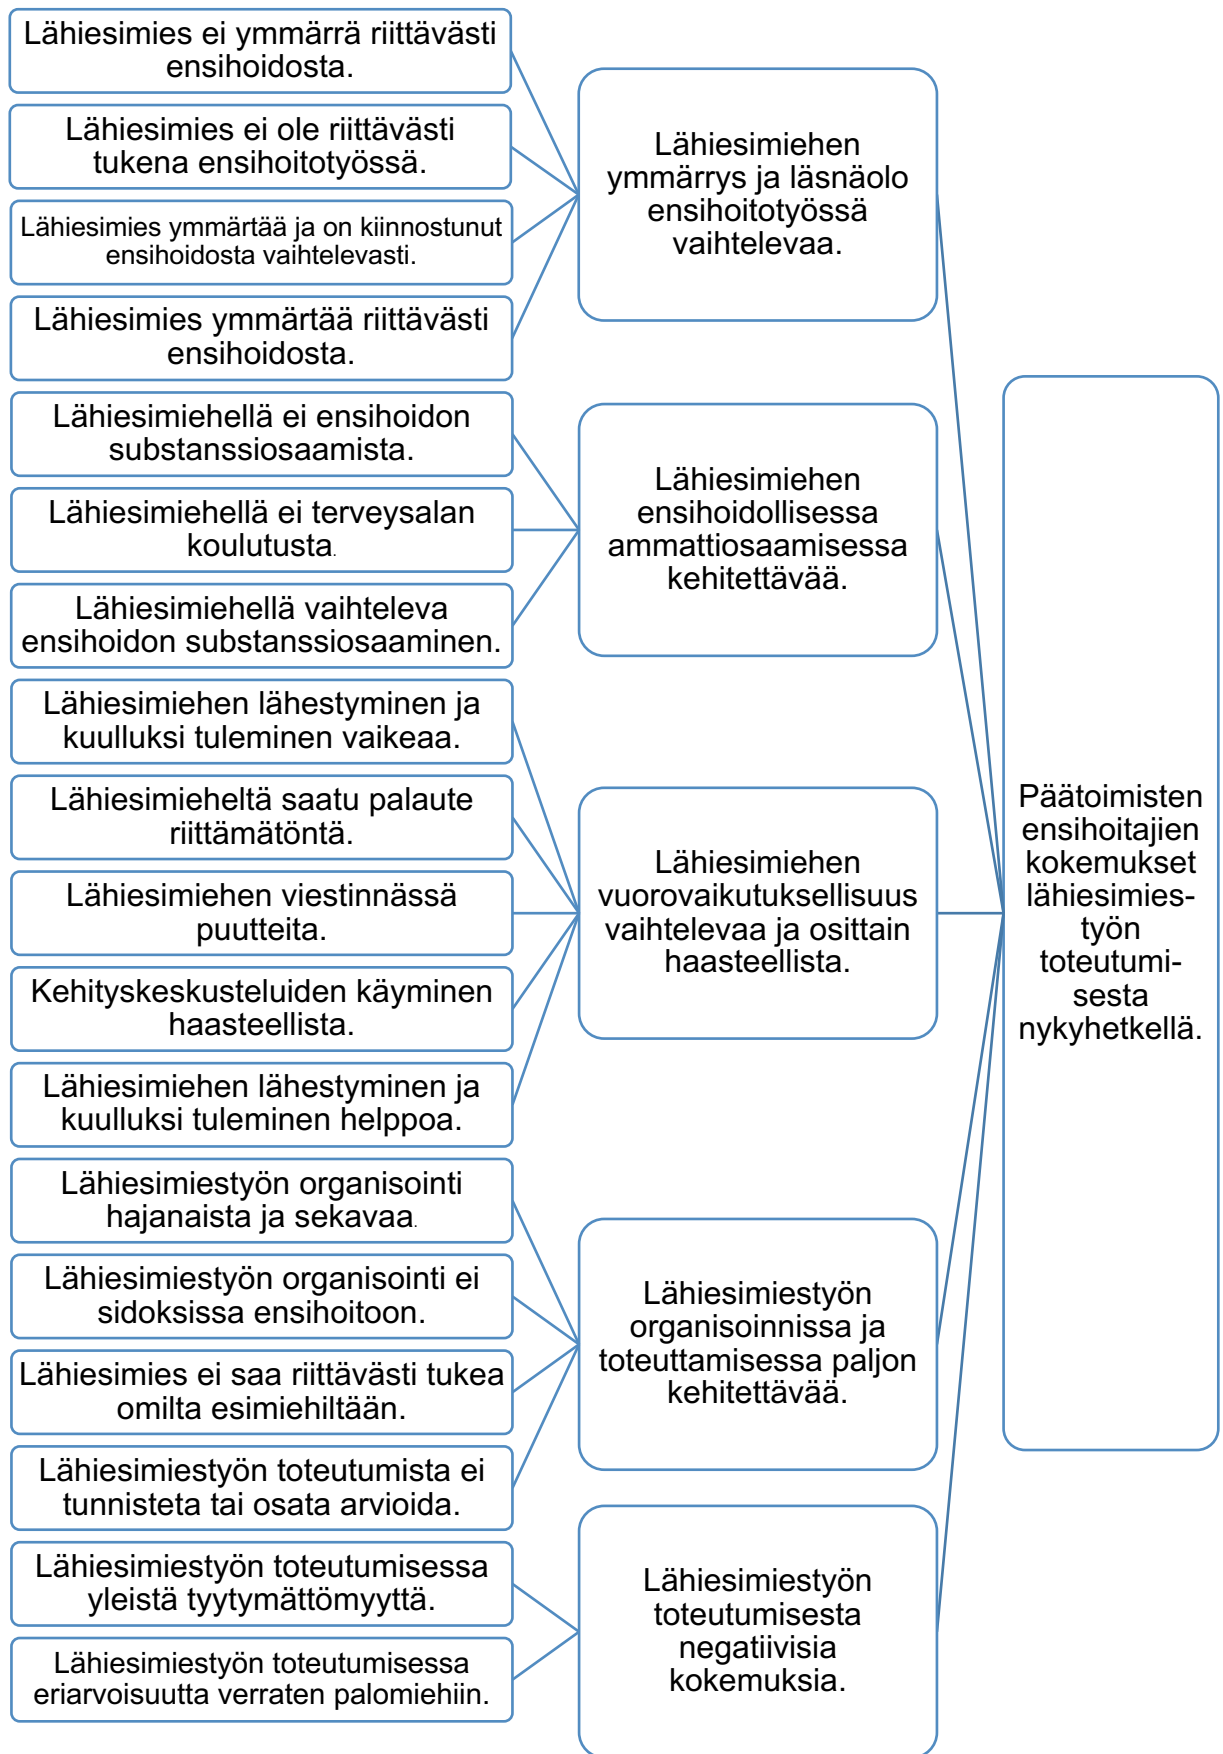 Lähiesimies ei ymmärrä riittävästi
ensihoidosta.
Lähiesimies ei ole riittävästi
tukena ensihoitotyössä.
Lähiesimies ymmärtää ja on kiinnostunut
ensihoidosta vaihtelevasti.
Lähiesimies ymmärtää riittävästi
ensihoidosta.
Lähiesimiehellä ei ensihoidon
substanssiosaamista.
Lähiesimiehellä ei terveysalan
koulutusta.
Lähiesimiehellä vaihteleva
ensihoidon substanssiosaaminen.
Lähiesimiehen lähestyminen ja
kuulluksi tuleminen vaikeaa.
Lähiesimieheltä saatu palaute
riittämätöntä.
Lähiesimiehen viestinnässä
puutteita.
Kehityskeskusteluiden käyminen
haasteellista.
Lähiesimiehen lähestyminen ja
kuulluksi tuleminen helppoa.
Lähiesimiestyön organisointi
hajanaista ja sekavaa.
Lähiesimiestyön organisointi ei
sidoksissa ensihoitoon.
Lähiesimies ei saa riittävästi tukea
omilta esimiehiltään.
Lähiesimiestyön toteutumista ei
tunnisteta tai osata arvioida.
Lähiesimiestyön toteutumisessa
yleistä tyytymättömyyttä.
Lähiesimiestyön toteutumisessa
eriarvoisuutta verraten palomiehiin.
Lähiesimiehen
ymmärrys ja läsnäolo
ensihoitotyössä
vaihtelevaa.
Lähiesimiehen
ensihoidollisessa
ammattiosaamisessa
kehitettävää.
Lähiesimiehen
vuorovaikutuksellisuus
vaihtelevaa ja osittain
haasteellista.
Lähiesimiestyön
organisoinnissa ja
toteuttamisessa paljon
kehitettävää.
Lähiesimiestyön
toteutumisesta
negatiivisia
kokemuksia.
Päätoimisten
ensihoitajien
kokemukset
lähiesimies-
työn
toteutumi-
sesta
nykyhetkellä.